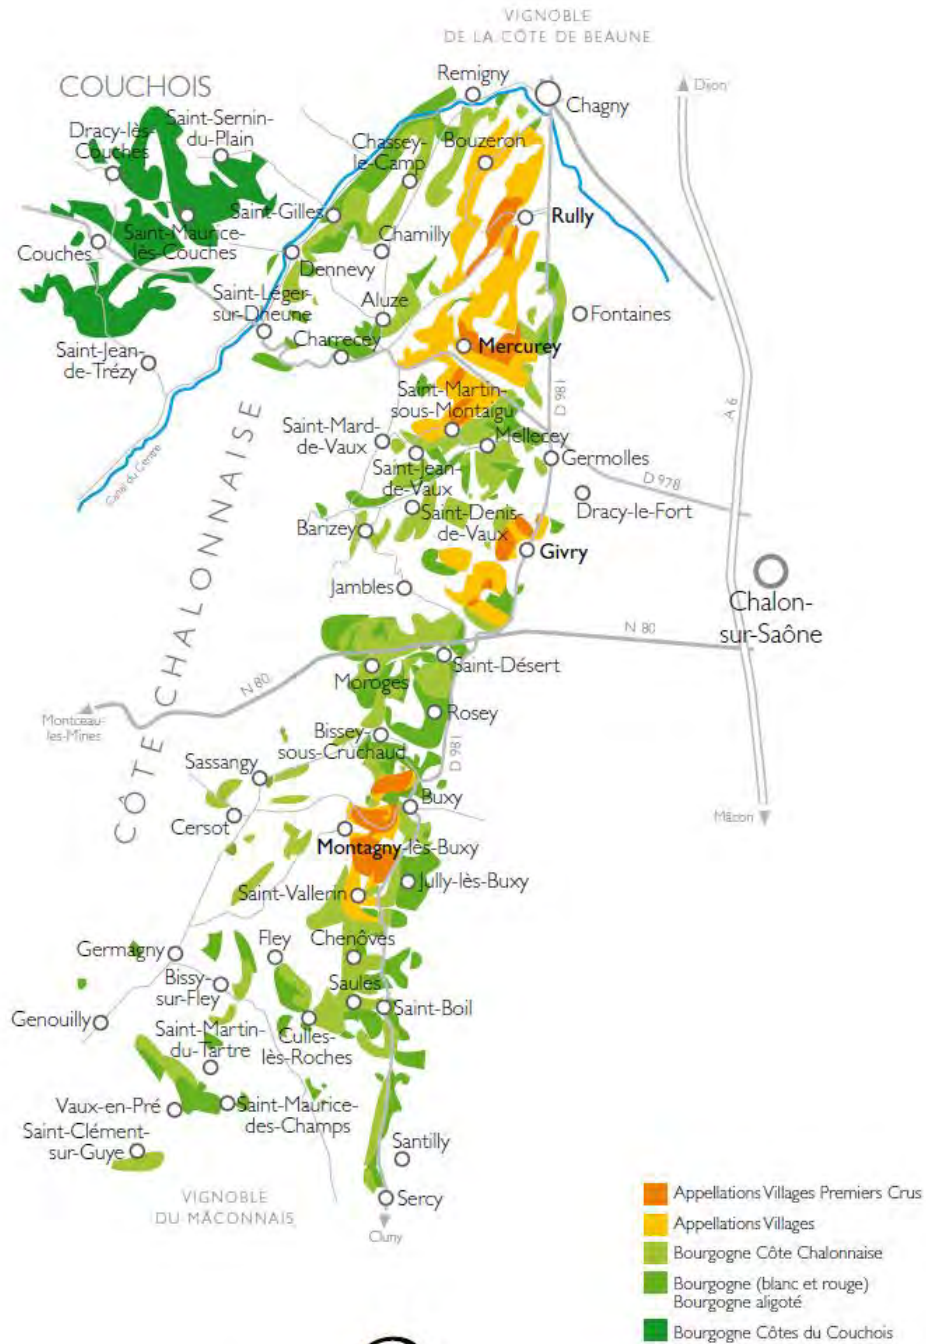 VIGNOBLE
DE LA CÔTE DE BEAUNE
COUCHOIS
Remigny
Dijon
Chagny
Saint-Sernin-
du-Plain
Dracy-lès-
Couches
Chassey-
le-Camp
Bouzeron
Saint-Gilles
Rully
Saint-Maurice-
lès-Couches
Couches
Chamilly
Dennevy
Saint-Léger-
sur-Dheune
Aluze
Fontaines
Charrecey
Mercurey
Saint-Jean-
de-Trézy
D 981
A 6
Saint-Martin-
sous-Montaigu
Saint-Mard-
de-Vaux
Mellecey
Germolles
Saint-Jean-
de-Vaux
D 978
Canal du Centre
Dracy-le-Fort
Saint-Denis-
de-Vaux
Barizey
Givry
Jambles
Chalon-
sur-Saône
CÔTE CHALONNAISE
N 80
Saint-Désert
Moroges
N 80
Montceau-
les-Mines
Rosey
Bissey-
sous-Cruchaud
D 981
Sassangy
Buxy
Cersot
Mâcon
Montagny-lès-Buxy
Jully-lès-Buxy
Saint-Vallerin
Fley
Chenôves
Germagny
Bissy-
sur-Fley
Saules
Saint-Boil
Genouilly
Saint-Martin-
du-Tartre
Culles-
lès-Roches
Vaux-en-Pré
Saint-Maurice-
des-Champs
Saint-Clément-
sur-Guye
Santilly
VIGNOBLE
DU MÂCONNAIS
Sercy
Cluny
Appellations Villages Premiers Crus
Appellations Villages
Bourgogne Côte Chalonnaise
Bourgogne (blanc et rouge)
Bourgogne aligoté
Bourgogne Côtes du Couchois